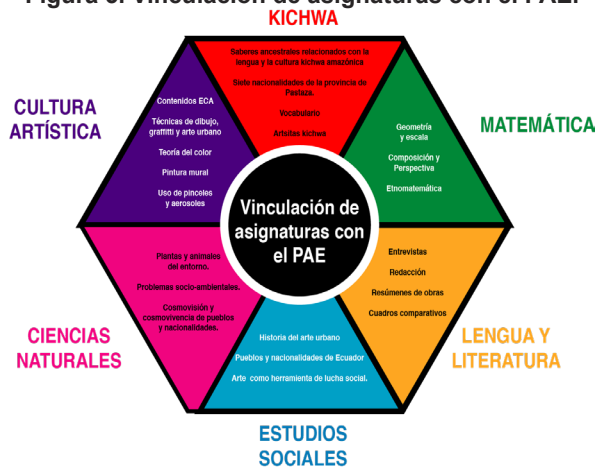 Figura 3. Vinculación de asignaturas con el PAE.
KICHWA
Saberes ancestrales relacionados con la
lengua y la cultura kichwa amazónica
Siete nacionalidades de la provincia de
Pastaza.
Vocabulario
Artsitas kichwa
MATEMÁTICA
Geometría
y escala
Composición y
Perspectiva
Etnomatemática
LENGUA Y
LITERATURA
Entrevistas
Redacción
Resúmenes de obras
Cuadros comparativos
ESTUDIOS
SOCIALES
Historia del arte urbano
Pueblos y nacionalidades de Ecuador
Arte como herramienta de lucha social.
CIENCIAS
NATURALES
Plantas y animales
del entorno.
Problemas socio-ambientales.
Cosmovisión y
cosmovivencia de pueblos
y nacionalidades.
CULTURA
ARTÍSTICA
Contenidos ECA
Técnicas de dibujo,
graffitti y arte urbano
Teoría del color
Pintura mural
Uso de pinceles
y aerosoles
Vinculación de
asignaturas con
el PAE